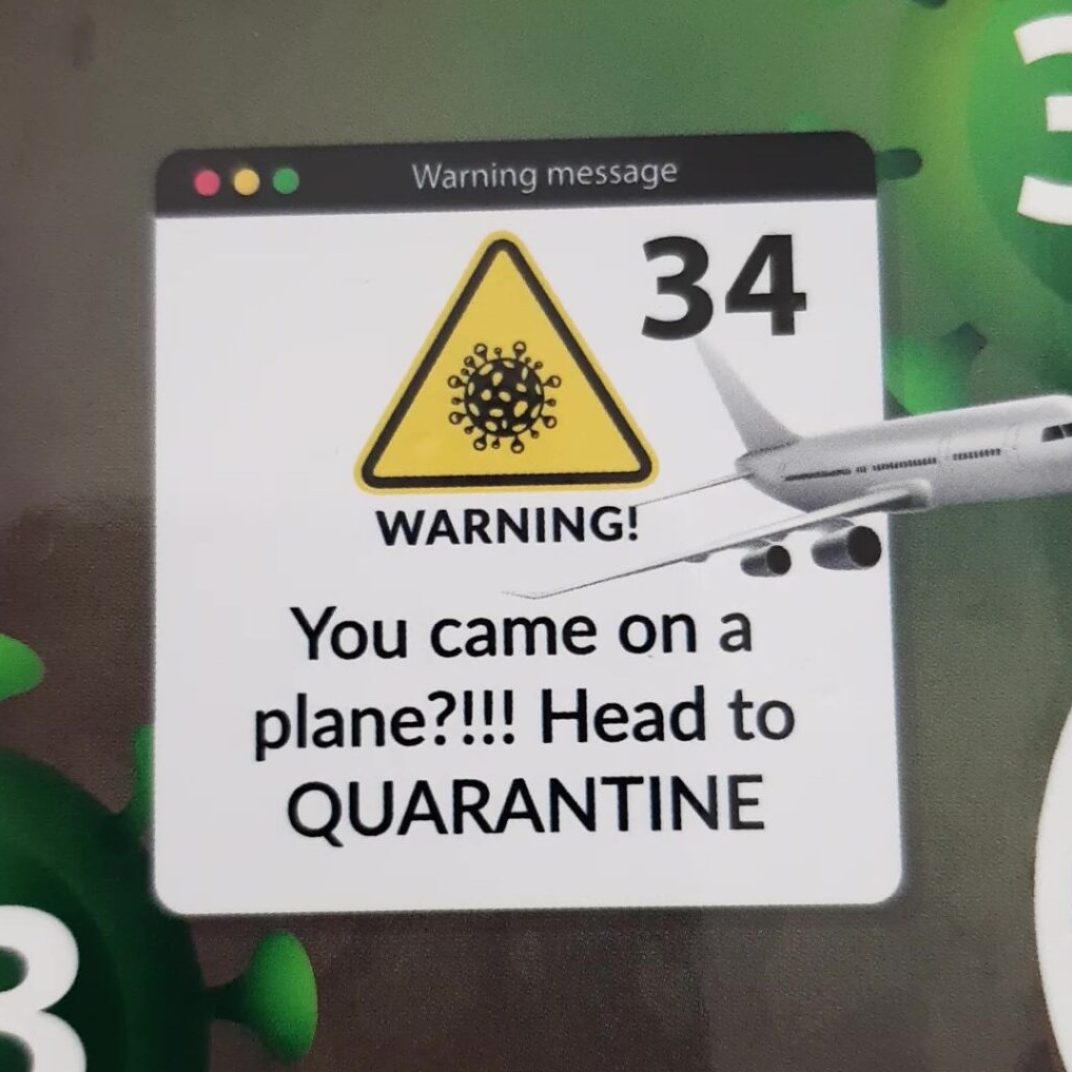 Warning message
34
WARNING!
You came on a
plane?!!! Head to
QUARANTINE